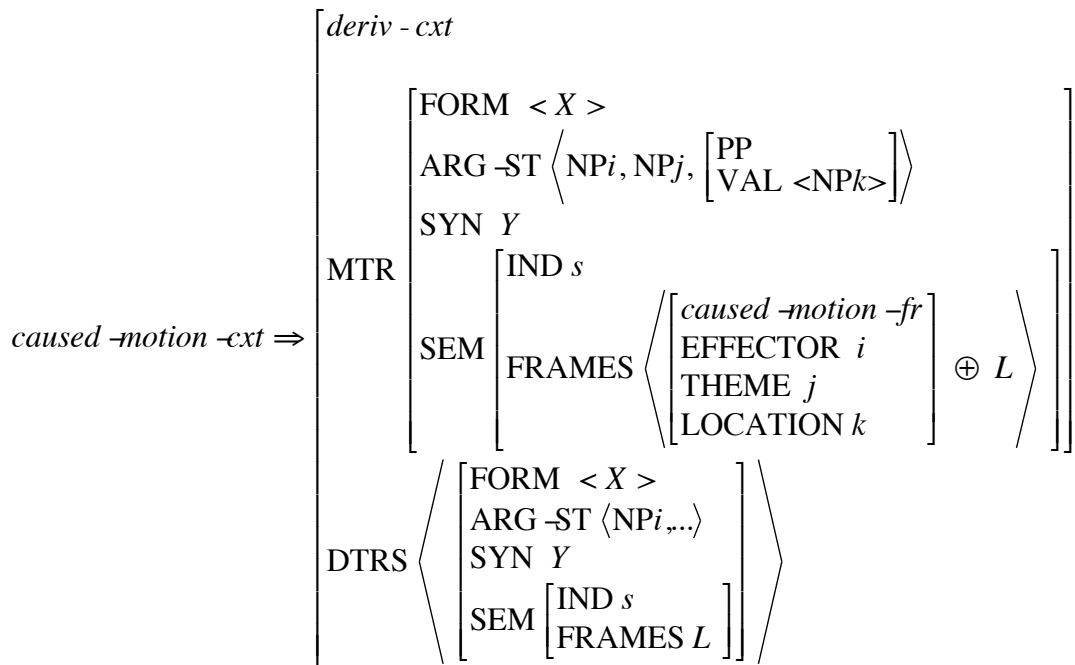 deriv - cxt
FORM < X >
ARG –ST ⟨NPi, NPj, [PP
VAL <NPk>]⟩
SYN Y
MTR
IND s
caused –motion –cxt ⇒
caused –motion –fr
SEM
EFFECTOR i
FRAMES ⊕ L
THEME j
LOCATION k
FORM < X >
ARG –ST ⟨NPi,...⟩
DTRS
SYN Y
IND s
SEM
FRAMES L